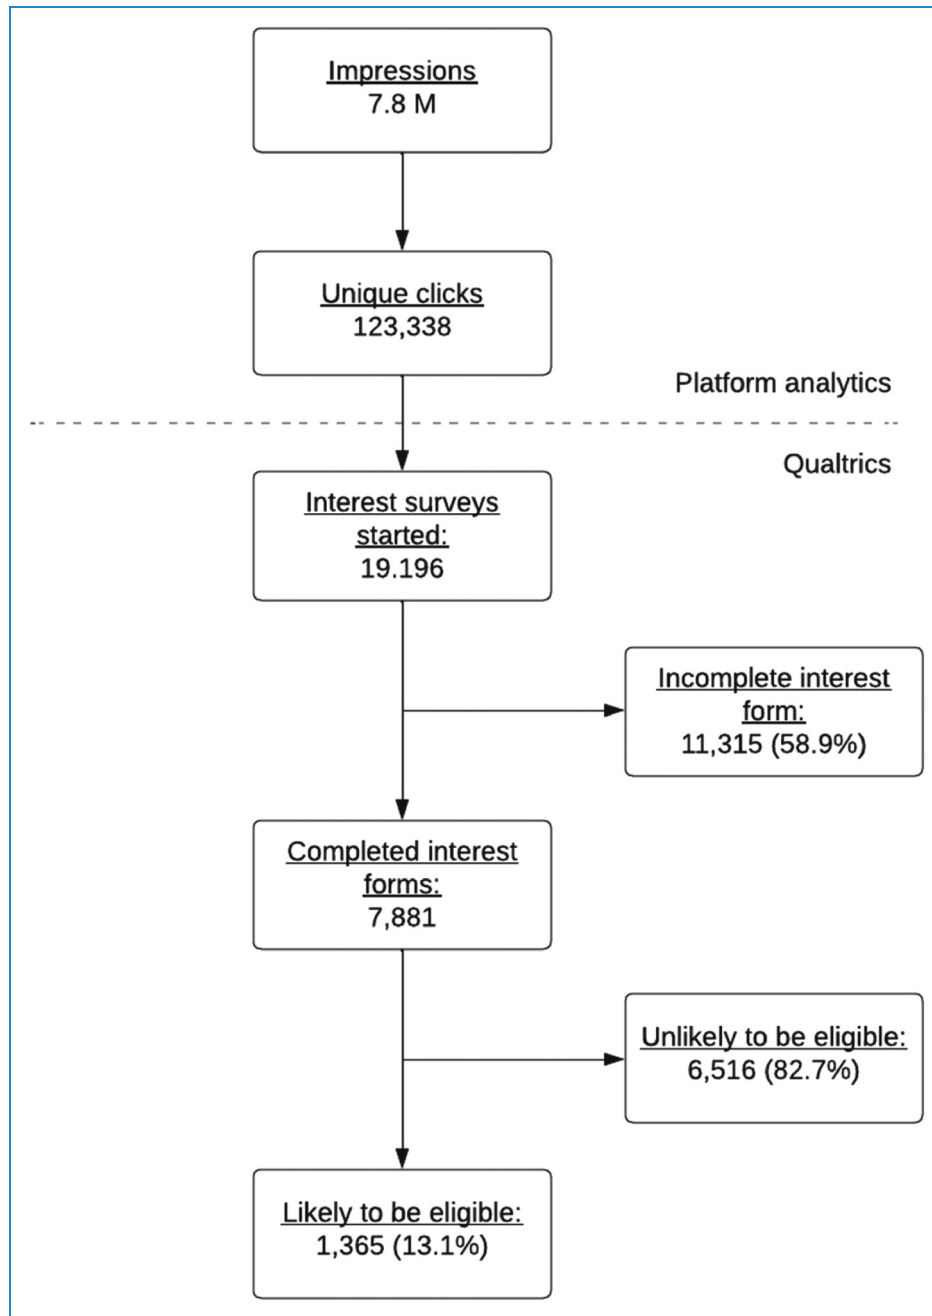 Impressions
7.8 M
Unique clicks
123,338
Platform analytics
Qualtrics
Interest surveys
started:
19.196
Incomplete interest
form:
11,315 (58.9%)
Completed interest
forms:
7,881
Unlikely to be eligible:
6,516 (82.7%)
Likely to be eligible:
1,365 (13.1%)